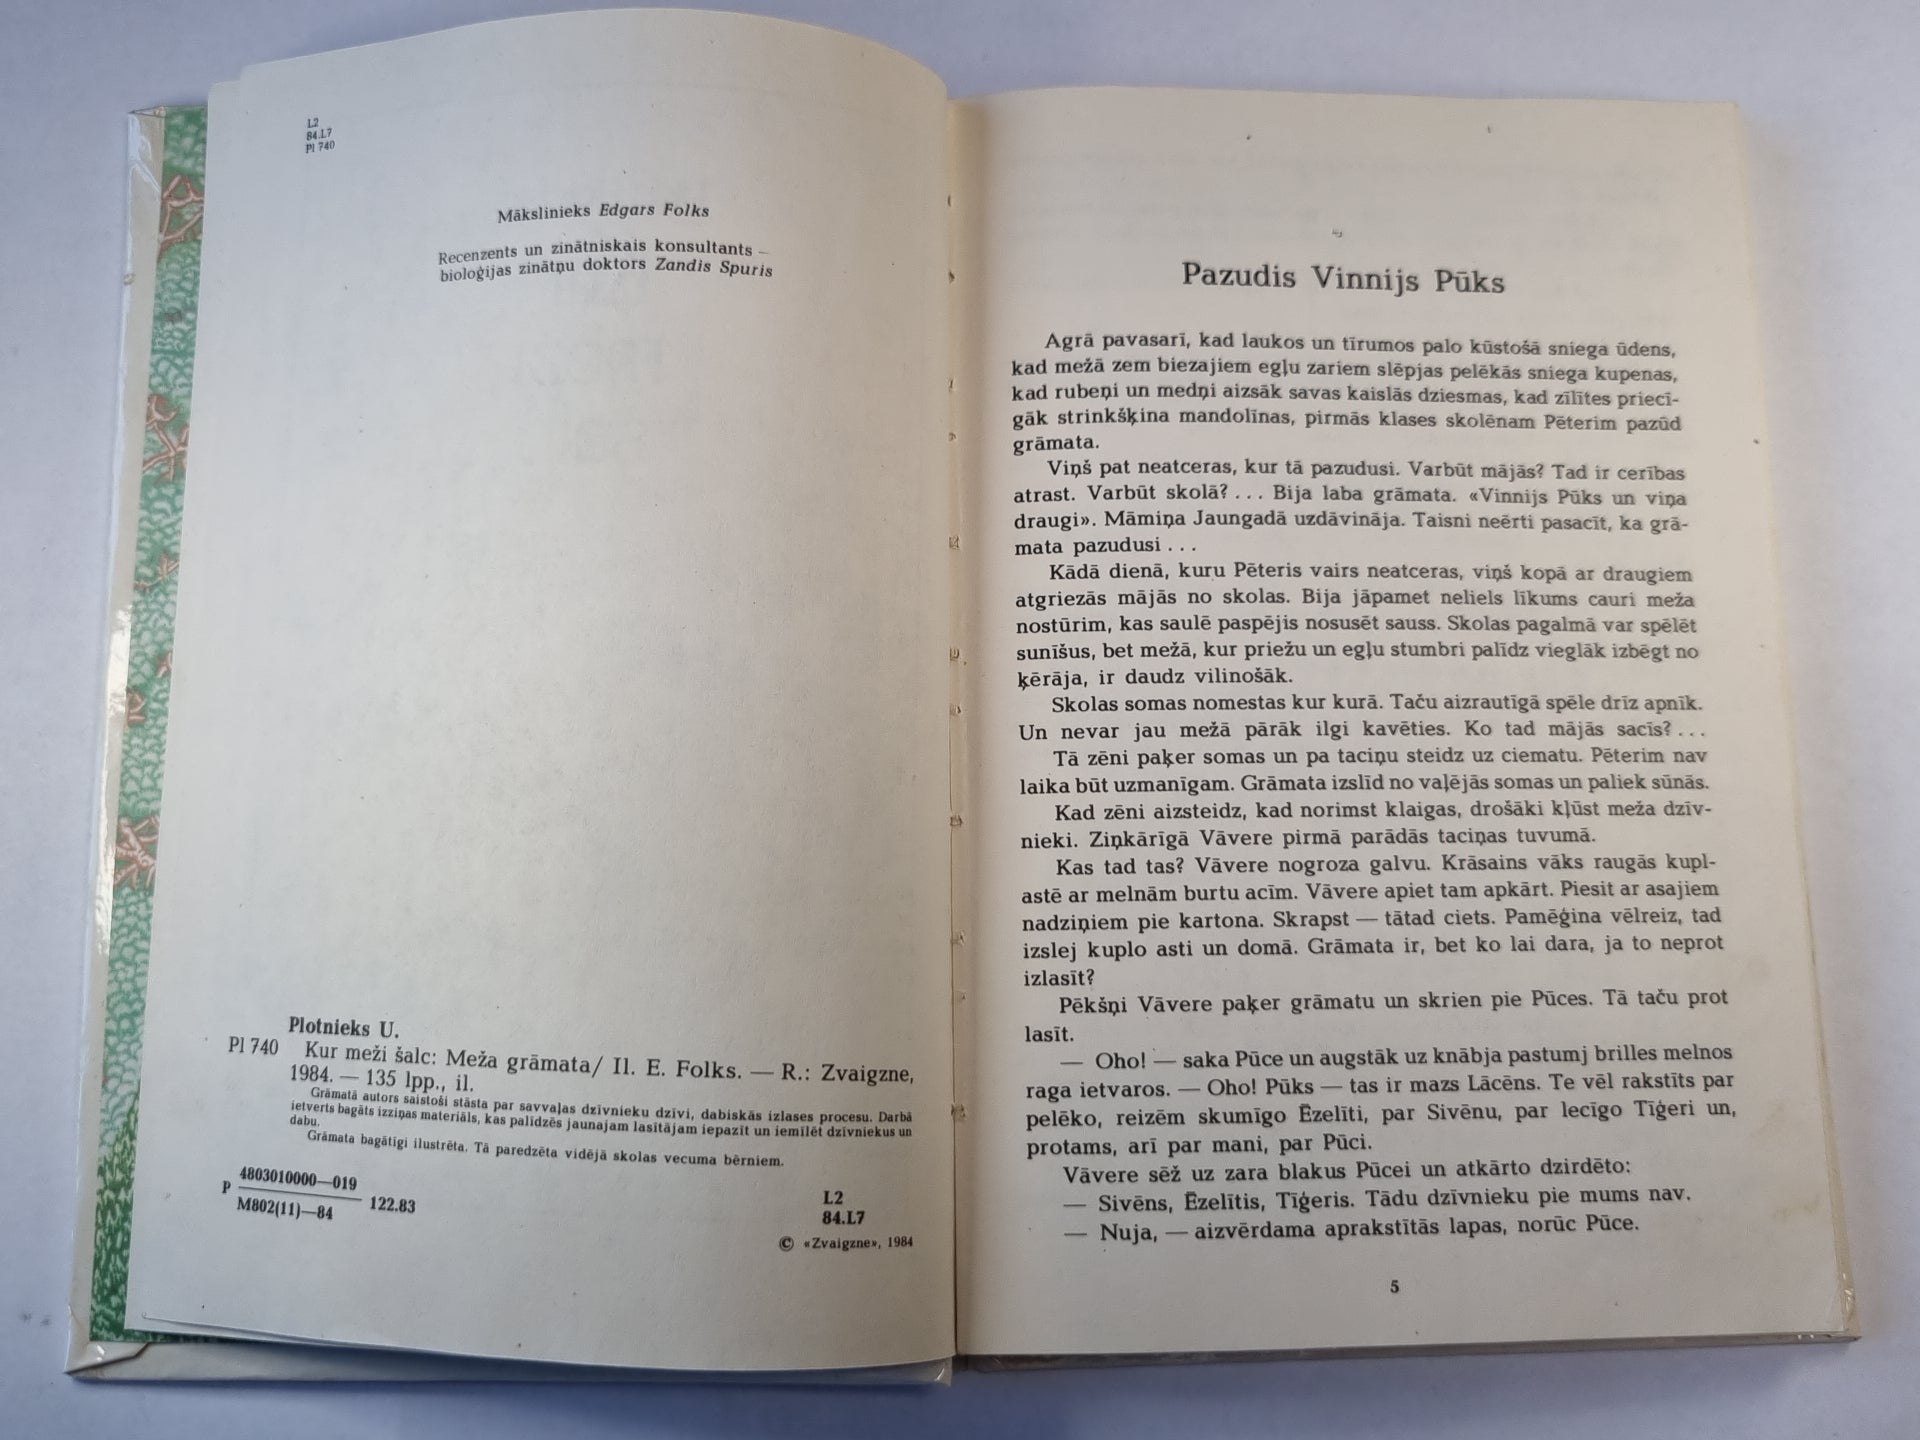 L2
84.L7
Pl 740
Mākslinieks Edgars Folks
Recenzents un zinātniskais konsultants —
bioloģijas zinātņu doktors Zandis Spuris
Plotnieks U.
Pl 740 Kur meži šalc: Meža grāmata/ Il. E. Folks. — R.: Zvaigzne,
1984. — 135 lpp., il.
Grāmatā autors saistoši stāsta par savvaļas dzīvnieku dzīvi, dabiskās izlases procesu. Darbā
ietverts bagāts izziņas materiāls, kas palīdzēs jaunajam lasītājam iepazīt un iemīlēt dzīvniekus un
dabu.
Grāmata bagātīgi ilustrēta. Tā paredzēta vidējā skolas vecuma bērniem.
P 4803010000—019
M802(11)—84 122.83
L2
84.L7
© «Zvaigzne», 1984
Pazudis Vinnijs Pūks
Agrā pavasarī, kad laukos un tīrumos palo kūstošā sniega ūdens,
kad mežā zem biezajiem egļu zariem slēpjas pelēkās sniega kupenas,
kad rubeņi un medņi aizsāk savas kaislās dziesmas, kad zīlītes priecī-
gāk strinkšķina mandolīnas, pirmās klases skolēnam Pēterim pazūd
grāmata.
Viņš pat neatceras, kur tā pazudusi. Varbūt mājās? Tad ir cerības
atrast. Varbūt skolā? . . . Bija laba grāmata. «Vinnijs Pūks un viņa
draugi». Māmiņa Jaungadā uzdāvināja. Taisni neērti pasacīt, ka grā-
mata pazudusi . . .
Kādā dienā, kuru Pēteris vairs neatceras, viņš kopā ar draugiem
atgriezās mājās no skolas. Bija jāpamet neliels līkums cauri meža
nostūrim, kas saulē paspējis nosusēt sauss. Skolas pagalmā var spēlēt
sunīšus, bet mežā, kur priežu un egļu stumbri palīdz vieglāk izbēgt no
ķērāja, ir daudz vilinošāk.
Skolas somas nomestas kur kurā. Taču aizrautīgā spēle drīz apnīk.
Un nevar jau mežā pārāk ilgi kavēties. Ko tad mājās sacīs? . . .
Tā zēni paķer somas un pa taciņu steidz uz ciematu. Pēterim nav
laika būt uzmanīgam. Grāmata izslīd no vaļējās somas un paliek sūnās.
Kad zēni aizsteidz, kad norimst klaigas, drošāki kļūst meža dzīv-
nieki. Ziņkārīgā Vāvere pirmā parādās taciņas tuvumā.
Kas tad tas? Vāvere nogroza galvu. Krāsains vāks raugās kupl-
astē ar melnām burtu acīm. Vāvere apiet tam apkārt. Piesit ar asajiem
nadziņiem pie kartona. Skrapst — tātad ciets. Pamēģina vēlreiz, tad
izslej kuplo asti un domā. Grāmata ir, bet ko lai dara, ja to neprot
izlasīt?
Pēkšņi Vāvere paķer grāmatu un skrien pie Pūces. Tā taču prot
lasīt.
— Oho! — saka Pūce un augstāk uz knābja pastumj brilles melnos
raga ietvaros. — Oho! Pūks — tas ir mazs Lācēns. Te vēl rakstīts par
pelēko, reizēm skumīgo Ēzelīti, par Sivēnu, par lecīgo Tīģeri un,
protams, arī par mani, par Pūci.
Vāvere sēž uz zara blakus Pūcei un atkārto dzirdēto:
— Sivēns, Ēzelītis, Tīģeris. Tādu dzīvnieku pie mums nav.
— Nuja, — aizvērdama aprakstītās lapas, norūc Pūce.
5